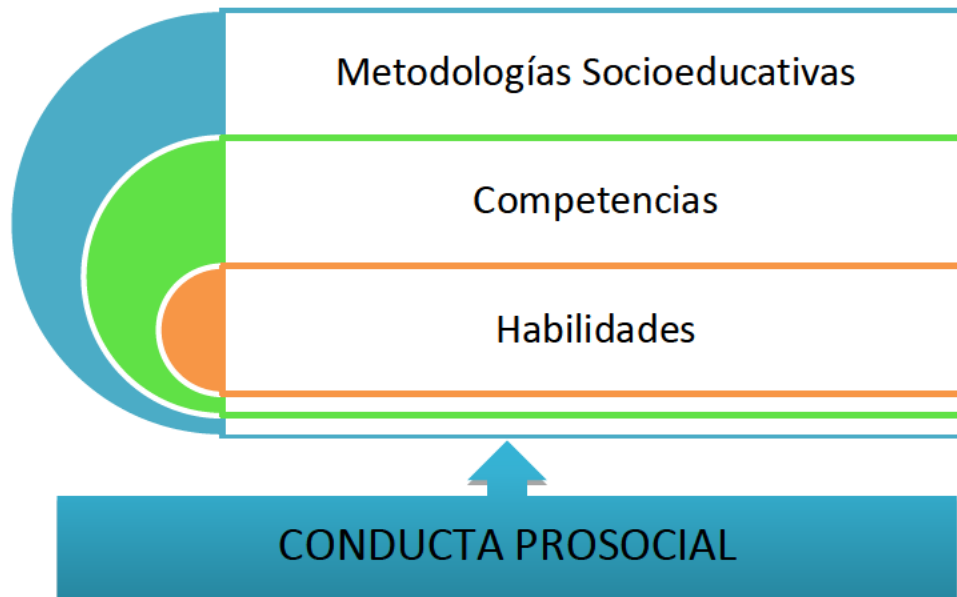 Metodologías Socioeducativas
Competencias
Habilidades
CONDUCTA PROSOCIAL